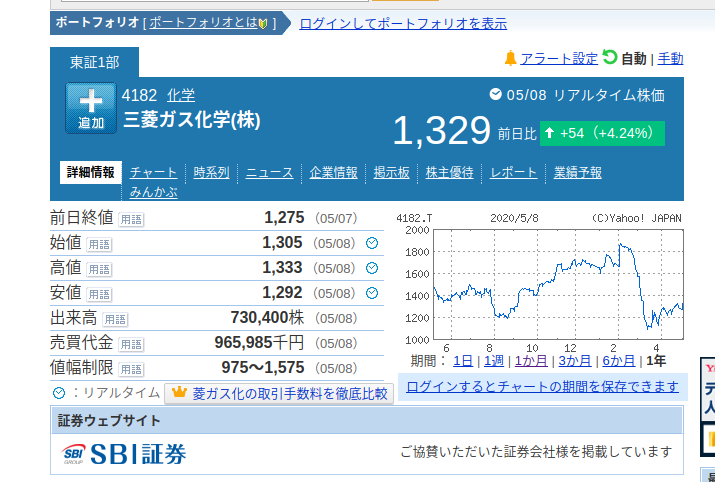 ポートフォリオ [ ポートフォリオとは ] ログインしてポートフォリオを表示
東証1部
アラート設定 自動 | 手動
4182 化学
05/08 リアルタイム株価
追加
三菱ガス化学(株)
1,329 前日比 +54（+4.24%）
詳細情報 チャート 時系列 ニュース 企業情報 掲示板 株主優待 レポート 業績予報
みんかぶ
前日終値 用語 1,275（05/07）
始値 用語 1,305（05/08）
高値 用語 1,333（05/08）
安値 用語 1,292（05/08）
出来高 用語 730,400株（05/08）
売買代金 用語 965,985千円（05/08）
値幅制限 用語 975～1,575（05/08）
：リアルタイム 菱ガス化の取引手数料を徹底比較
4182.T 2020/5/8 (C)Yahoo! JAPAN
2000
1800
1600
1400
1200
1000
6 8 10 12 2 4
期間： 1日 | 1週 | 1か月 | 3か月 | 6か月 | 1年
ログインするとチャートの期間を保存できます
証券ウェブサイト
SBI GROUP SBI証券
ご協賛いただいた証券会社様を掲載しています